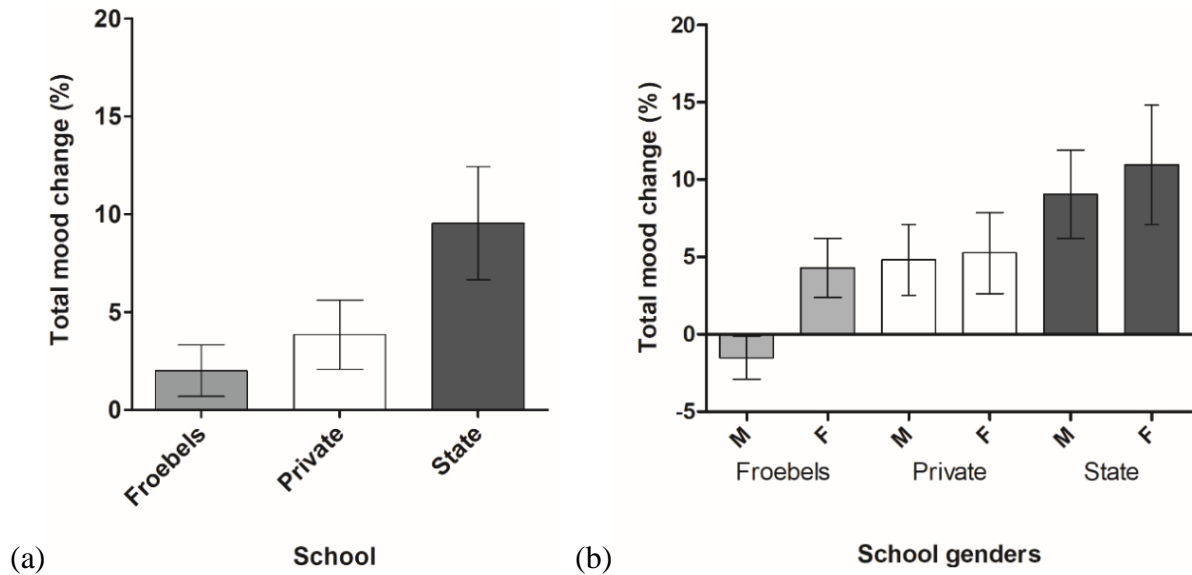 20
15
10
5
0
Total mood change (%)
Froebels
Private
State
School
(a)
20
15
10
5
0
-5
Total mood change (%)
M
F
M
F
M
F
Froebels
Private
State
School genders
(b)